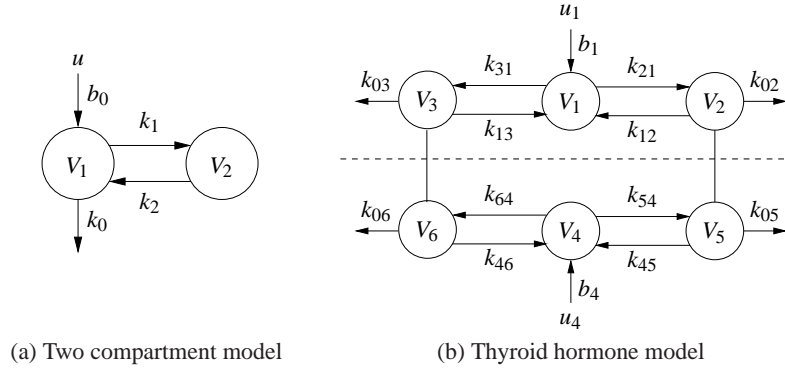 u
b0
k1
V1
V2
k2
k0
(a) Two compartment model
u1
b1
k03
k31
k21
k02
V3
V1
V2
k13
k12
k06
k64
k54
k05
V6
V4
V5
k46
k45
b4
u4
(b) Thyroid hormone model